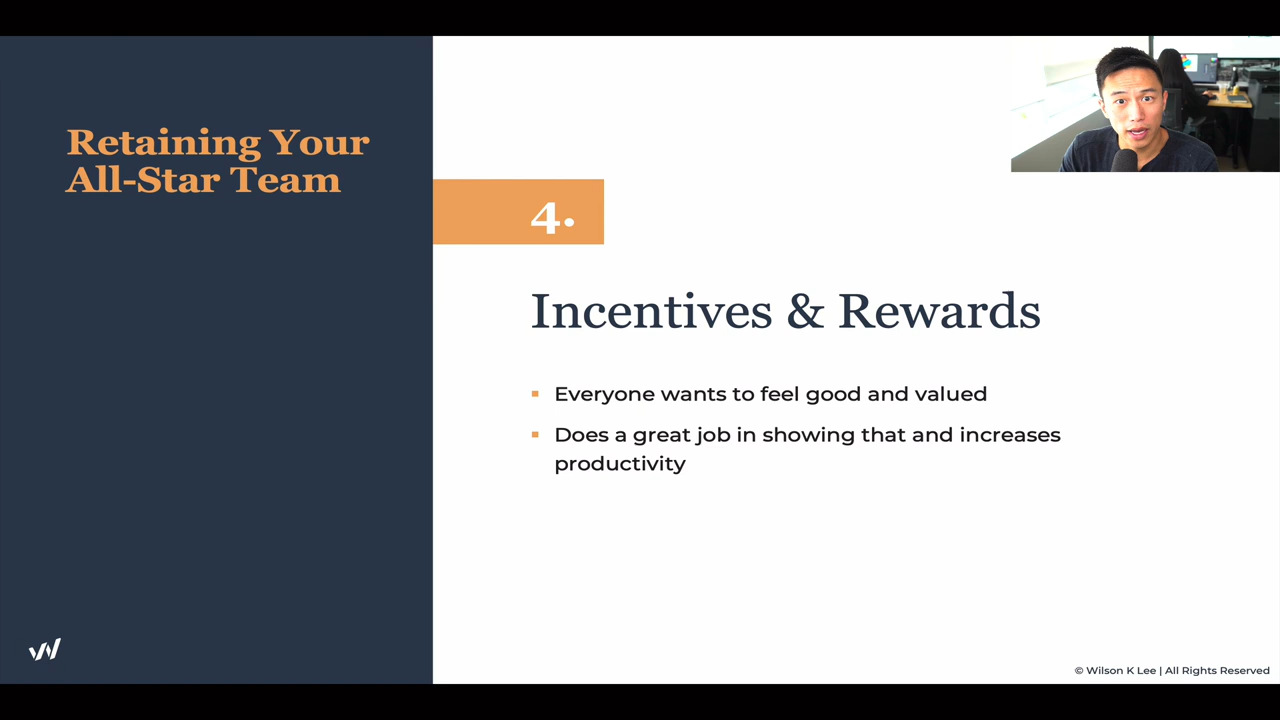 Retaining Your
All-Star Team
4.
Incentives & Rewards
▪ Everyone wants to feel good and valued
▪ Does a great job in showing that and increases
productivity
© Wilson K Lee | All Rights Reserved